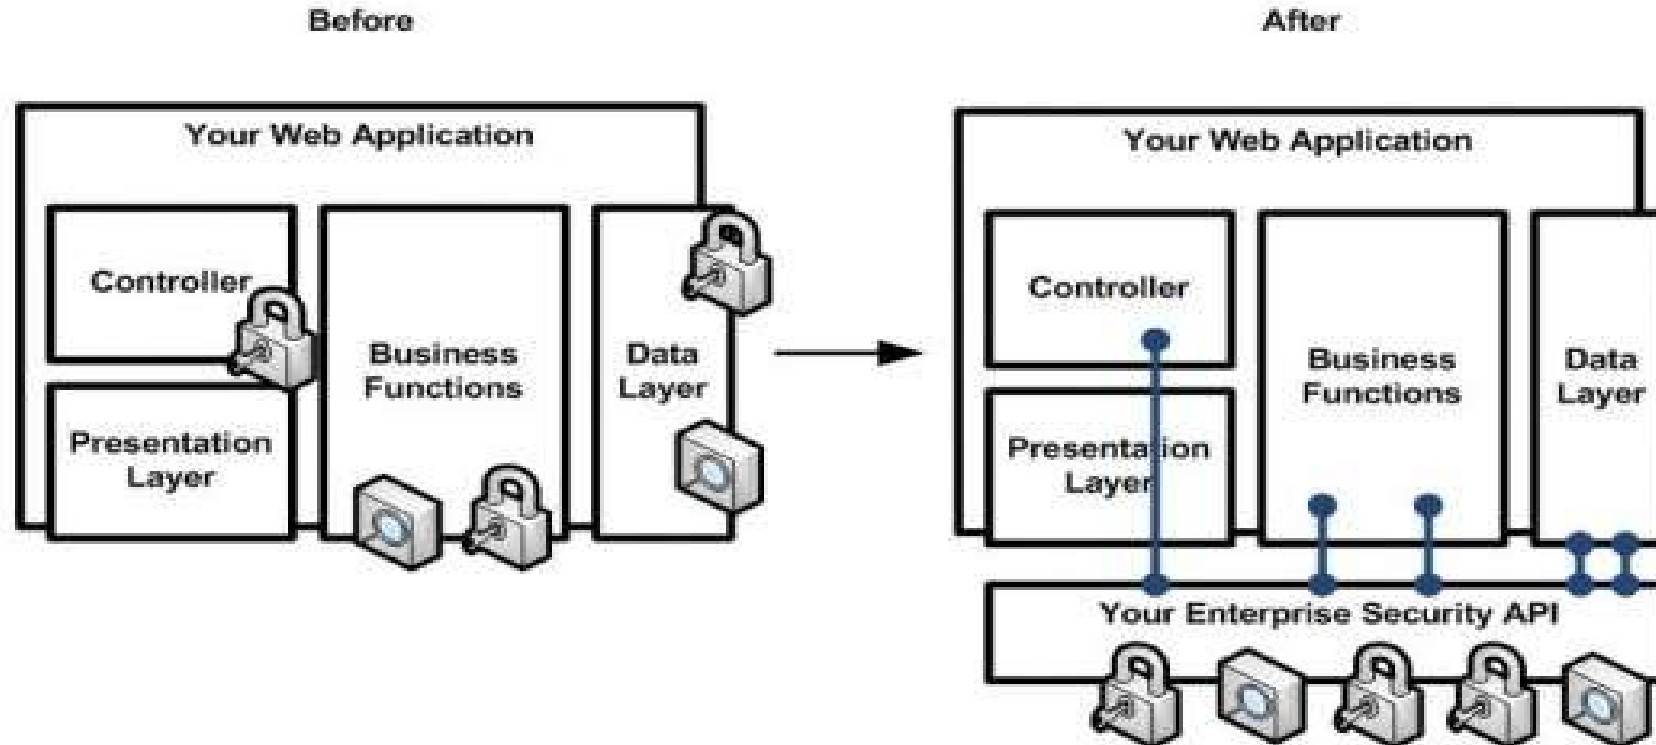 Before
After
Your Web Application
Controller
Presentation
Layer
Business
Functions
Data
Layer
Your Web Application
Controller
Presentation
Layer
Business
Functions
Data
Layer
Your Enterprise Security API